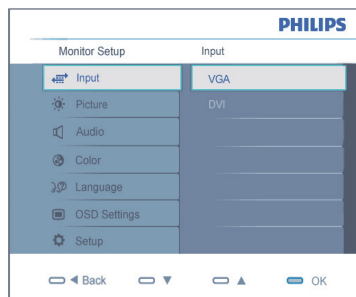 PHILIPS
Monitor Setup
Input
Input
VGA
Picture
DVI
Audio
Color
Language
OSD Settings
Setup
Back
OK